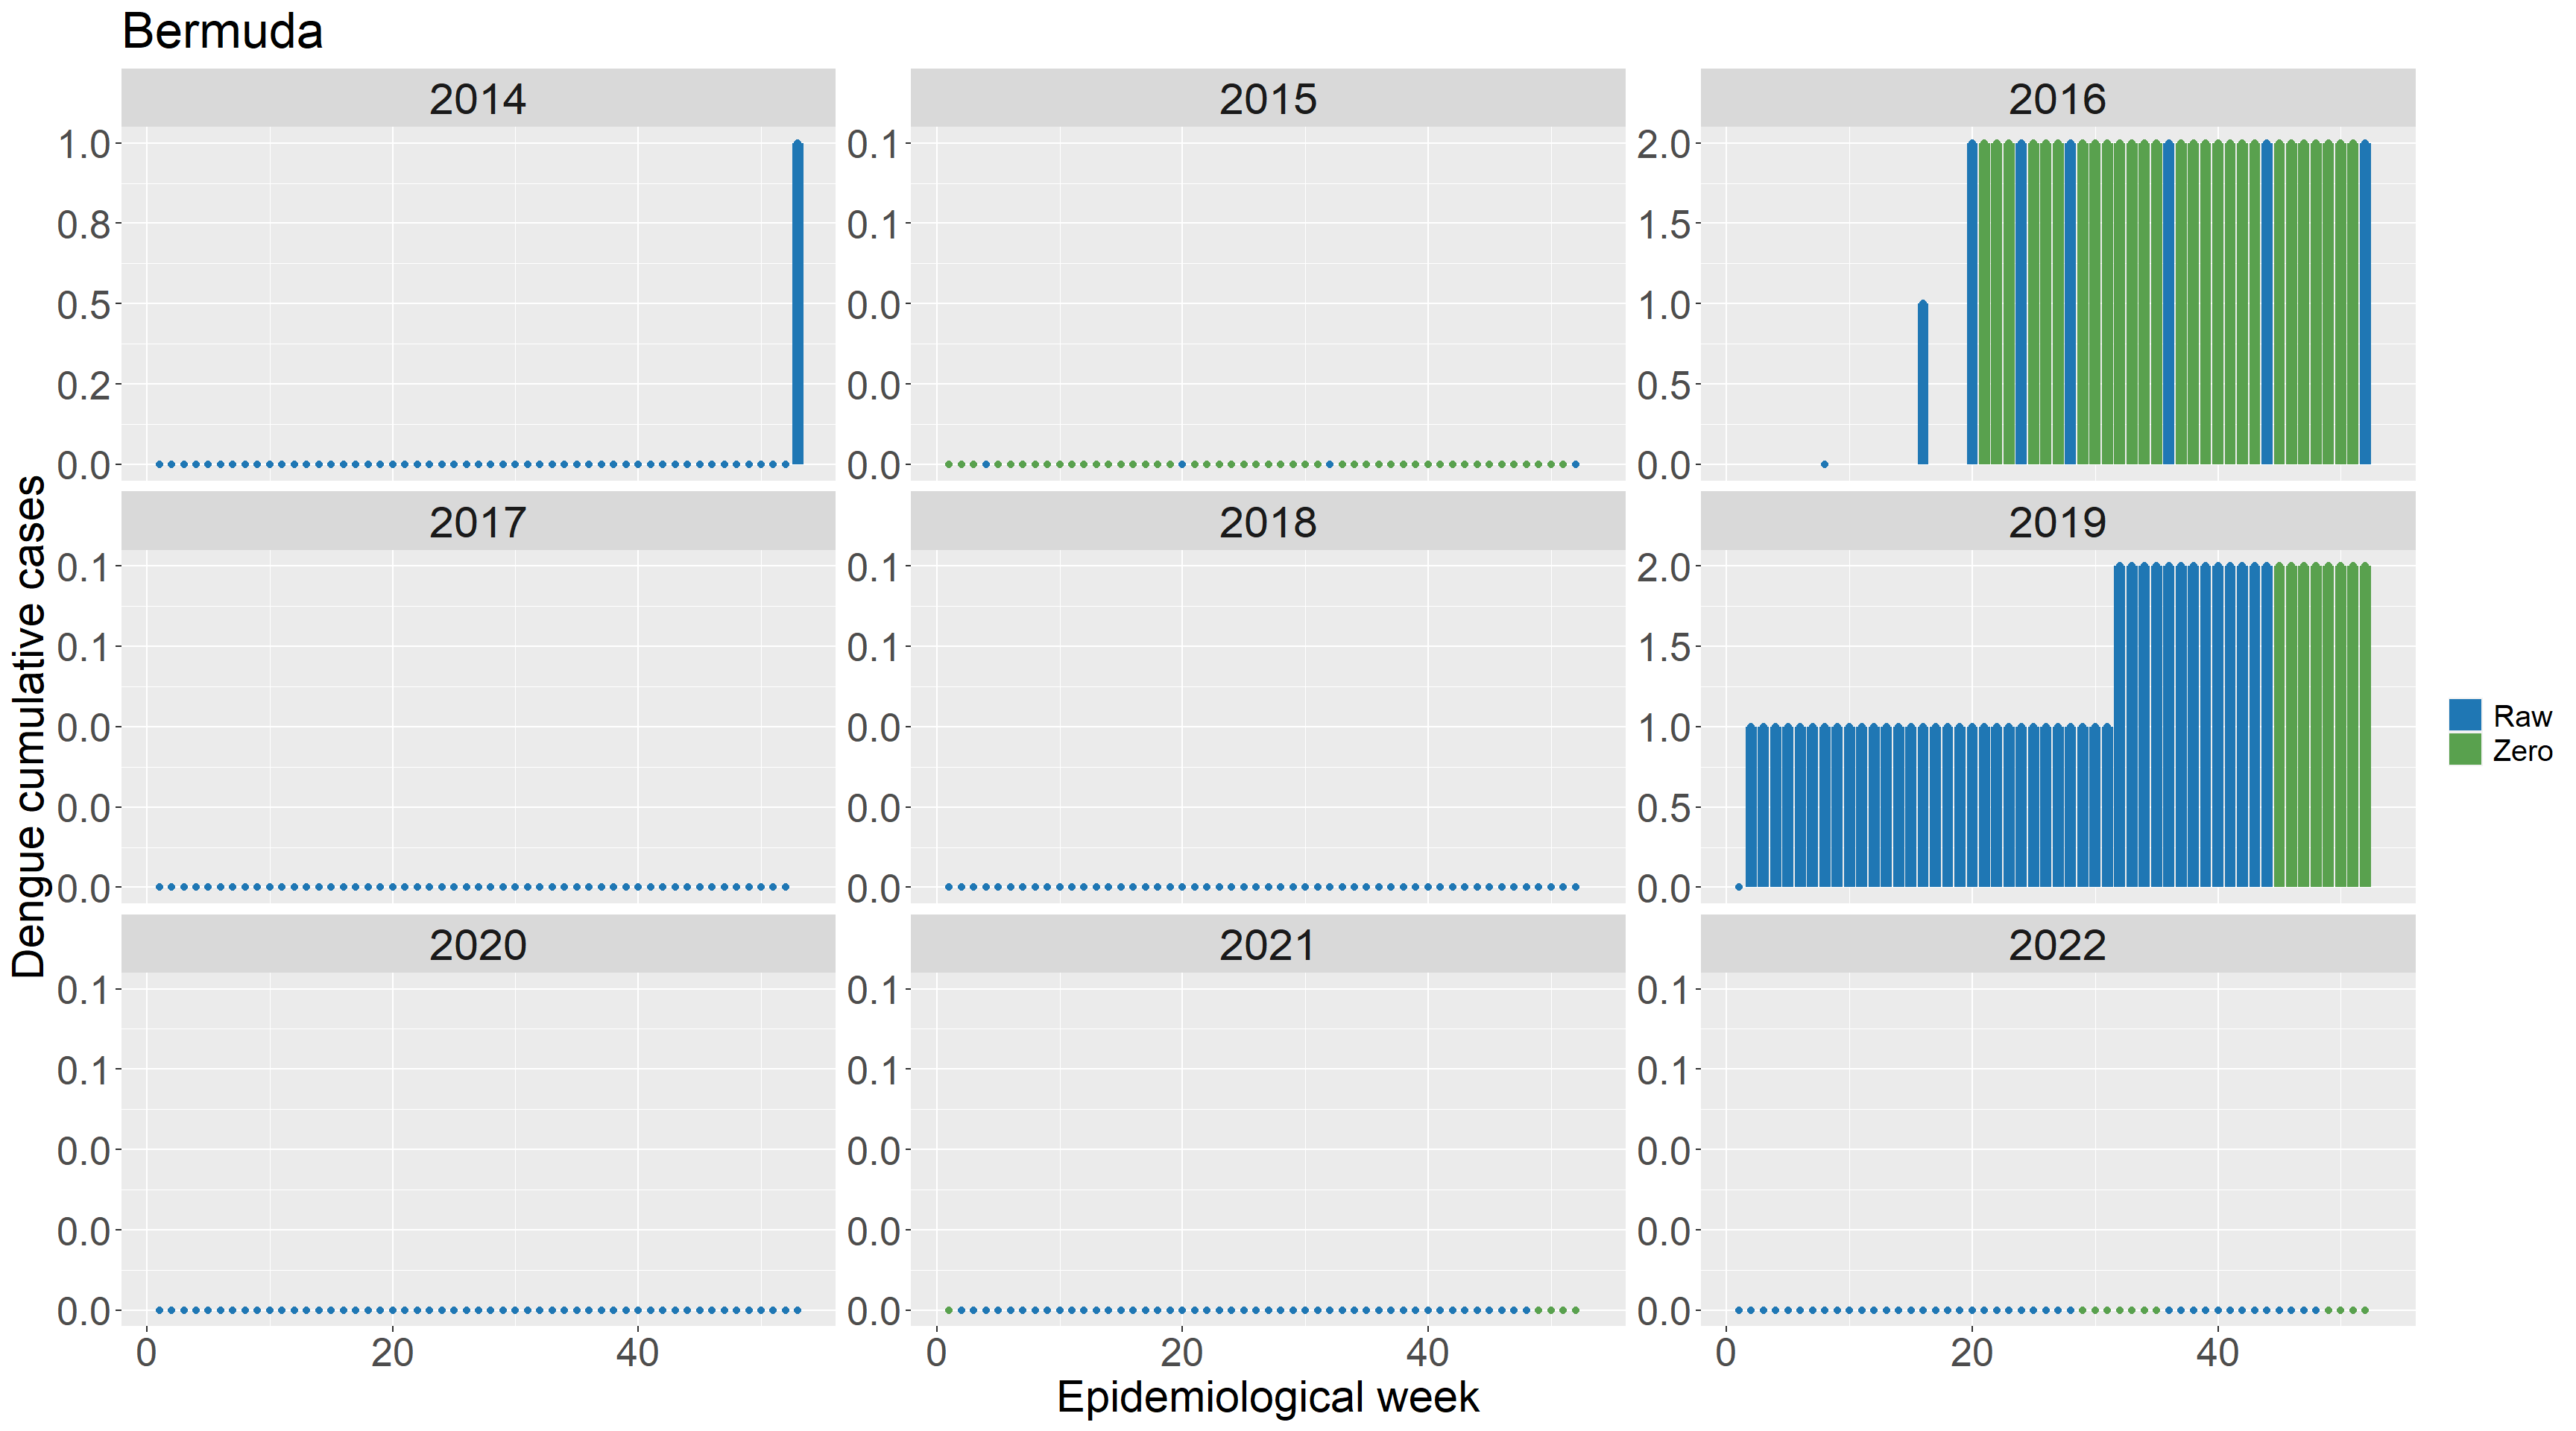 Bermuda
2014 2015 2016
1.0 0.1 2.0
0.8 0.1 1.5
0.5 0.0 1.0
0.2 0.0 0.5
0.0 0.0 0.0
2017 2018 2019
0.1 0.1 2.0
0.1 0.1 1.5
0.0 0.0 1.0
0.0 0.0 0.5
0.0 0.0 0.0
2020 2021 2022
0.1 0.1 0.1
0.1 0.1 0.1
0.0 0.0 0.0
0.0 0.0 0.0
0.0 0.0 0.0
0 20 40 0 20 40 0 20 40
Epidemiological week
Dengue cumulative cases
Raw
Zero